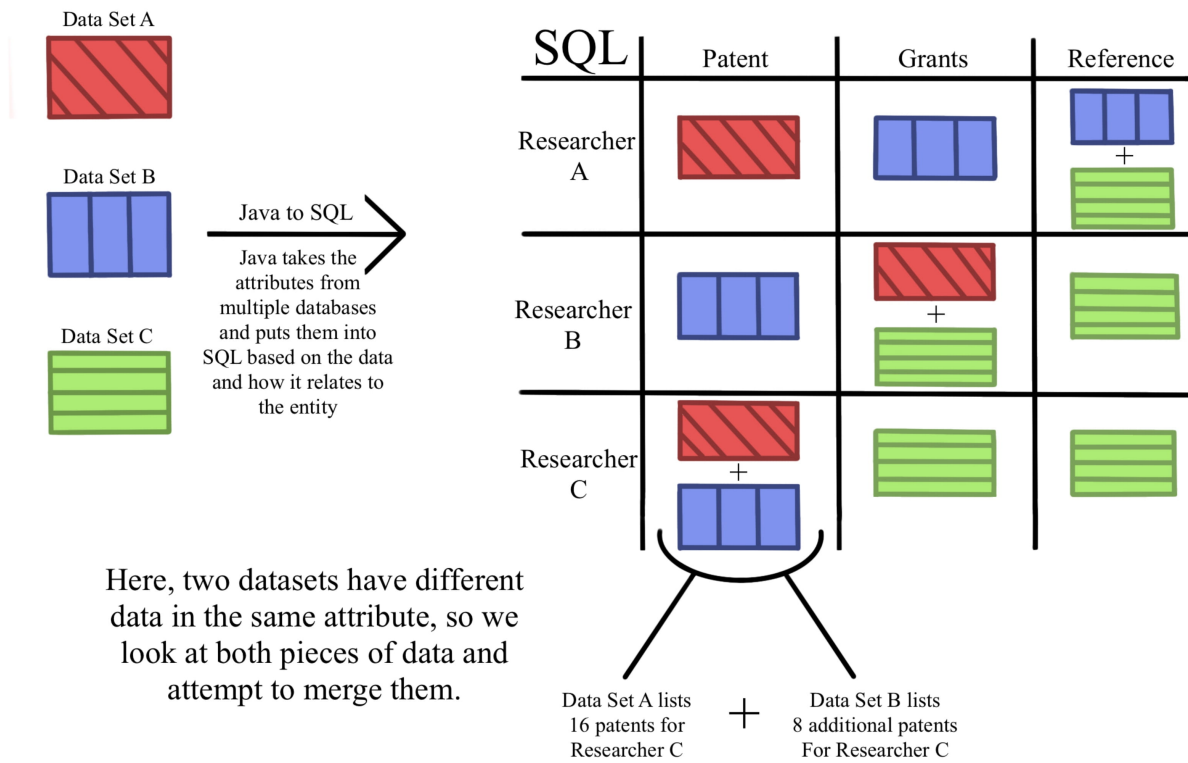 Data Set A
Data Set B
Data Set C
Java to SQL
Java takes the
attributes from
multiple databases
and puts them into
SQL based on the data
and how it relates to
the entity
SQL
Patent
Grants
Reference
Researcher
A
+
Researcher
B
+
Researcher
C
+
Here, two datasets have different
data in the same attribute, so we
look at both pieces of data and
attempt to merge them.
Data Set A lists
16 patents for
Researcher C
+
Data Set B lists
8 additional patents
For Researcher C